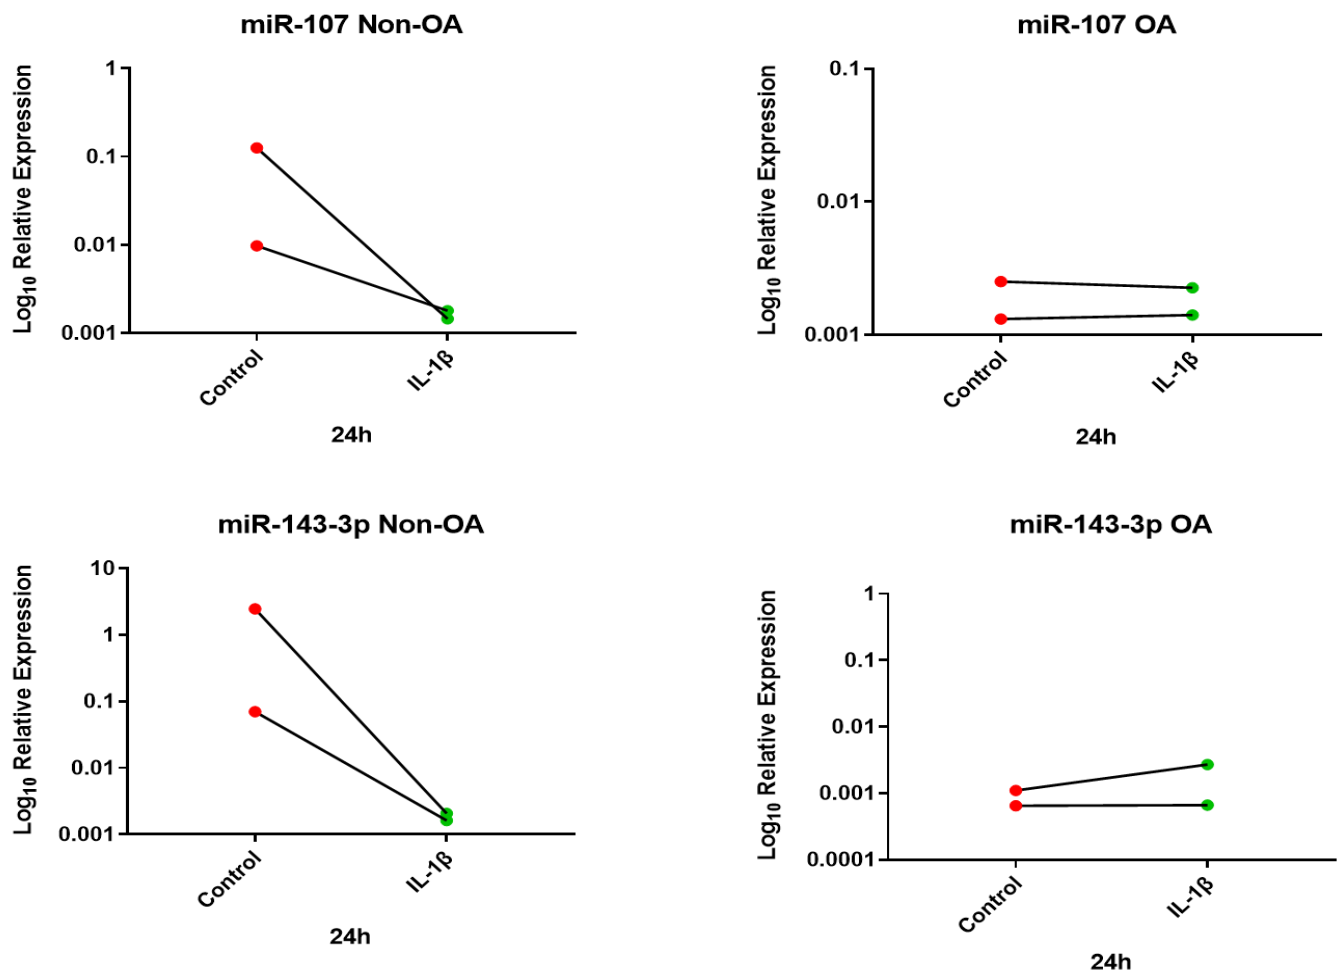 miR-107 Non-OA
Log10 Relative Expression
1
0.1
0.01
0.001
Control
IL-1β
24h
miR-107 OA
Log10 Relative Expression
0.1
0.01
0.001
Control
IL-1β
24h
miR-143-3p Non-OA
Log10 Relative Expression
10
1
0.1
0.01
0.001
Control
IL-1β
24h
miR-143-3p OA
Log10 Relative Expression
1
0.1
0.01
0.001
0.0001
Control
IL-1β
24h